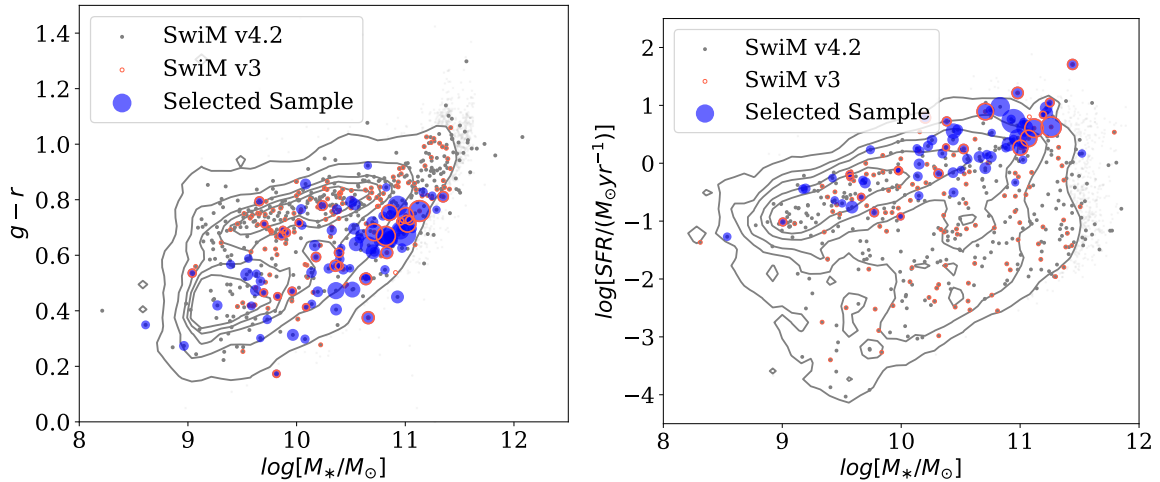 1.4
1.2
1.0
0.8
0.6
0.4
0.2
0.0
g − r
SwiM v4.2
SwiM v3
Selected Sample
8 9 10 11 12
log[M∗/M⊙]
2
1
0
−1
−2
−3
−4
log[SFR/(M⊙yr⁻¹)]
SwiM v4.2
SwiM v3
Selected Sample
8 9 10 11 12
log[M∗/M⊙]